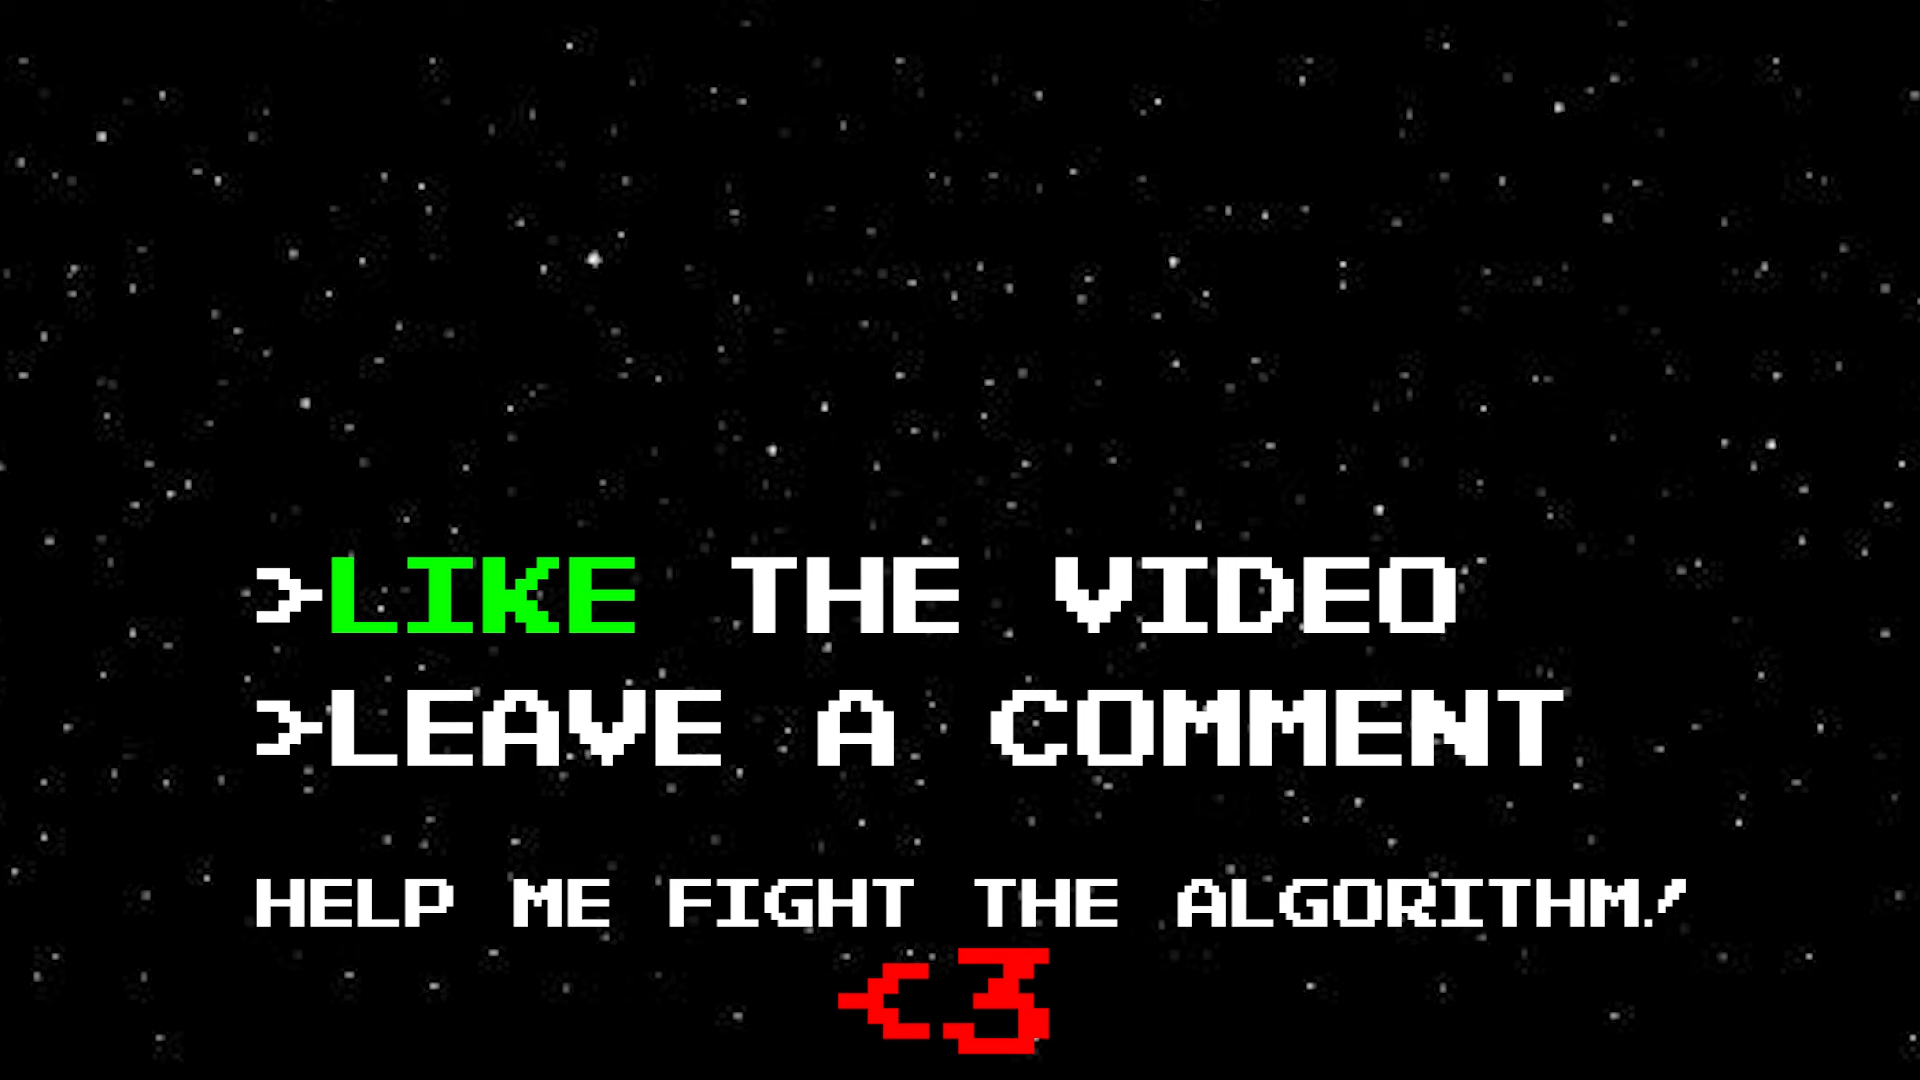 >LIKE THE VIDEO
>LEAVE A COMMENT
HELP ME FIGHT THE ALGORITHM!
<3